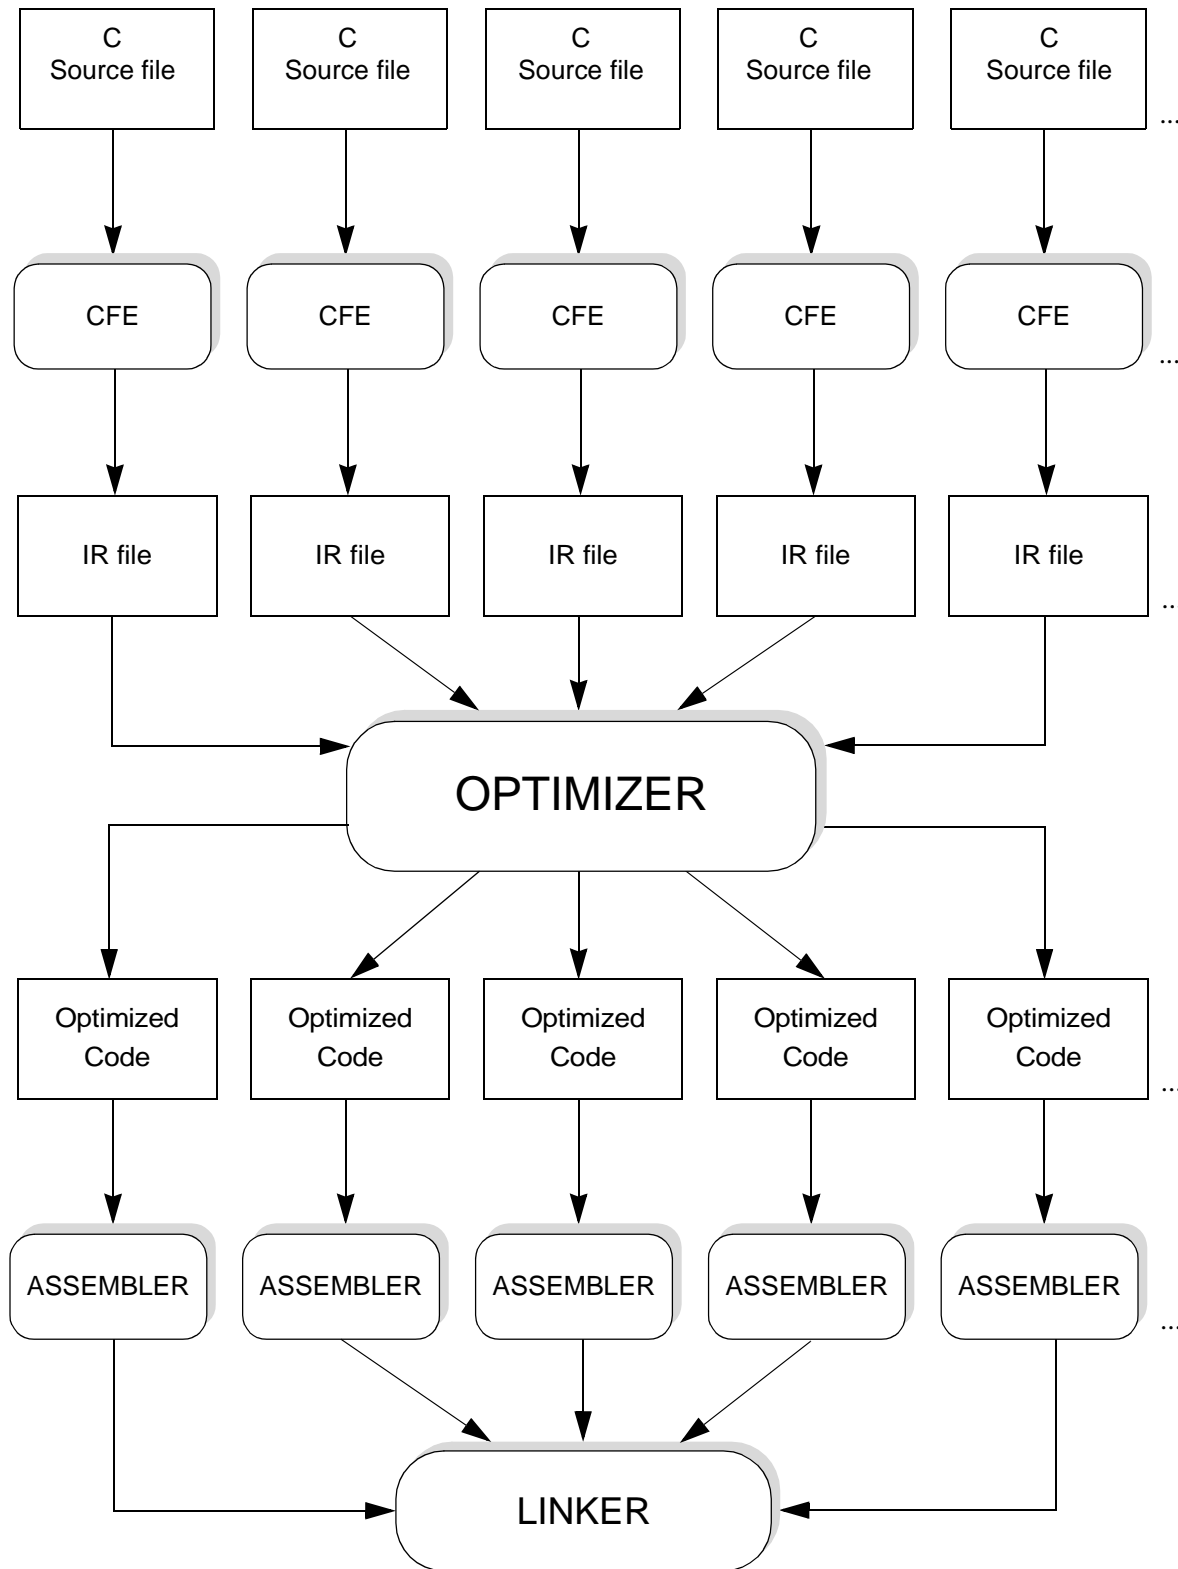 C
Source file
C
Source file
C
Source file
C
Source file
C
Source file
...
CFE
CFE
CFE
CFE
CFE
...
IR file
IR file
IR file
IR file
IR file
...
OPTIMIZER
Optimized
Code
Optimized
Code
Optimized
Code
Optimized
Code
Optimized
Code
...
ASSEMBLER
ASSEMBLER
ASSEMBLER
ASSEMBLER
ASSEMBLER
...
LINKER